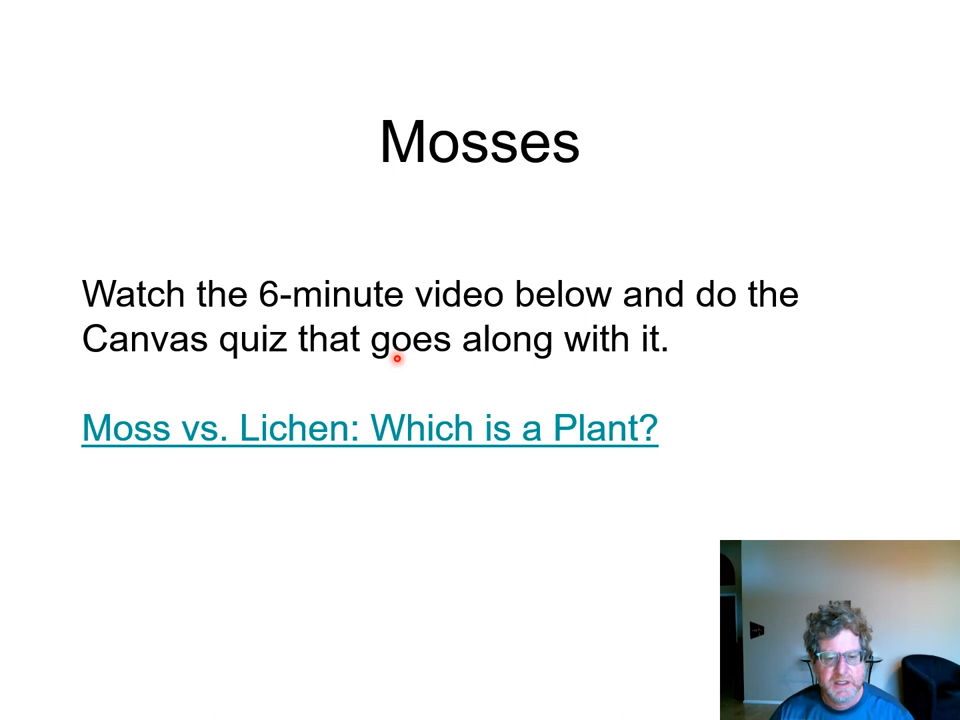 Mosses
Watch the 6-minute video below and do the
Canvas quiz that goes along with it.
Moss vs. Lichen: Which is a Plant?